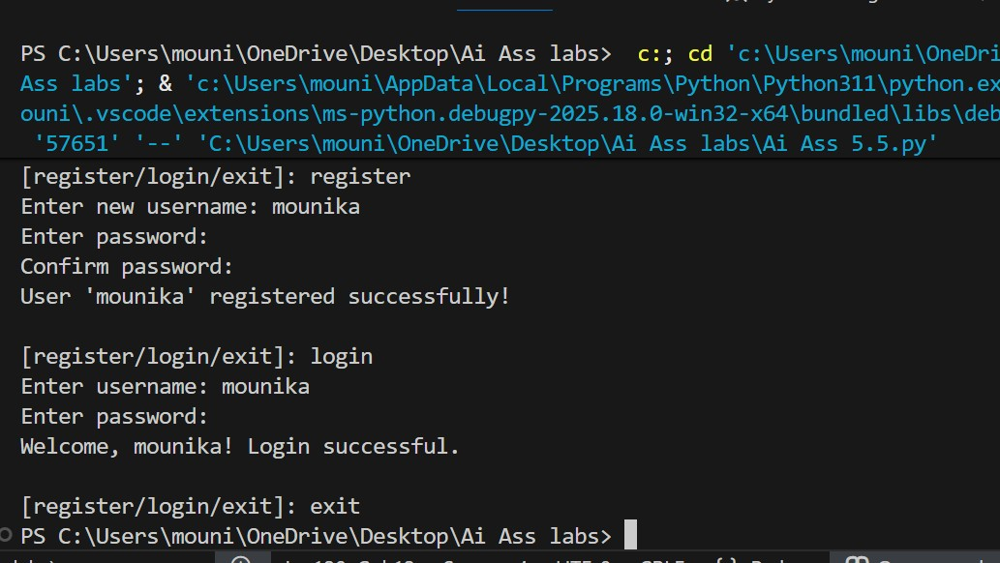 PS C:\Users\mouni\OneDrive\Desktop\Ai Ass labs>  c:; cd 'c:\Users\mouni\OneDri
Ass labs'; & 'c:\Users\mouni\AppData\Local\Programs\Python\Python311\python.ex
ouni\.vscode\extensions\ms-python.debugpy-2025.18.0-win32-x64\bundled\libs\deb
 '57651' '--' 'C:\Users\mouni\OneDrive\Desktop\Ai Ass labs\Ai Ass 5.5.py'
[register/login/exit]: register
Enter new username: mounika
Enter password:
Confirm password:
User 'mounika' registered successfully!
[register/login/exit]: login
Enter username: mounika
Enter password:
Welcome, mounika! Login successful.
[register/login/exit]: exit
PS C:\Users\mouni\OneDrive\Desktop\Ai Ass labs>